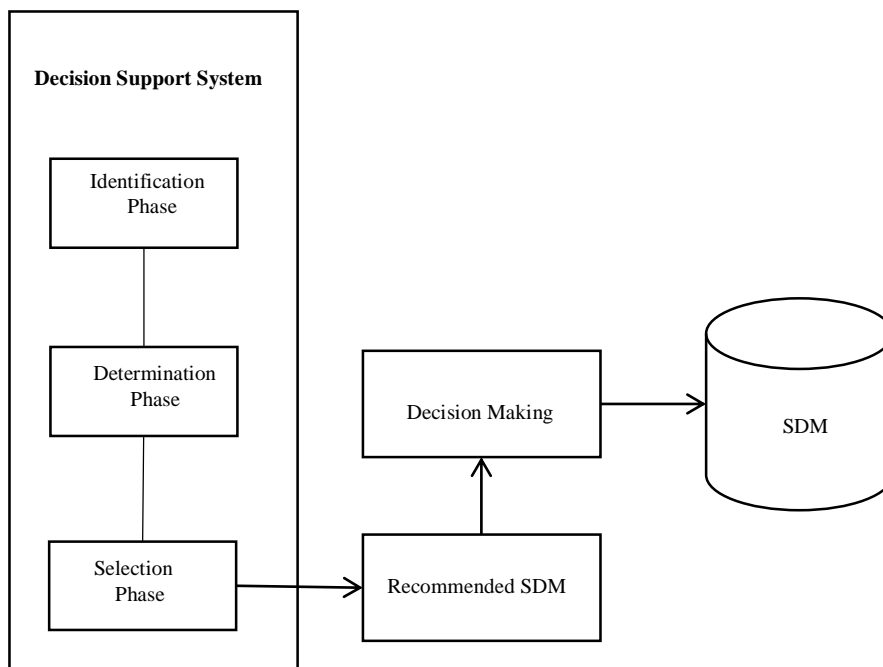 Decision Support System
Identification
Phase
Determination
Phase
Selection
Phase
Decision Making
Recommended SDM
SDM